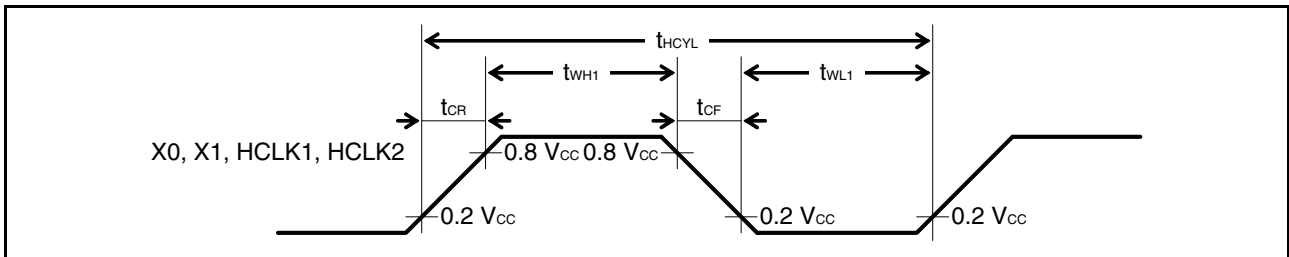 tHCYL
tWH1 tWL1
tCR tCF
X0, X1, HCLK1, HCLK2 0.8 VCC 0.8 VCC
0.2 VCC 0.2 VCC 0.2 VCC